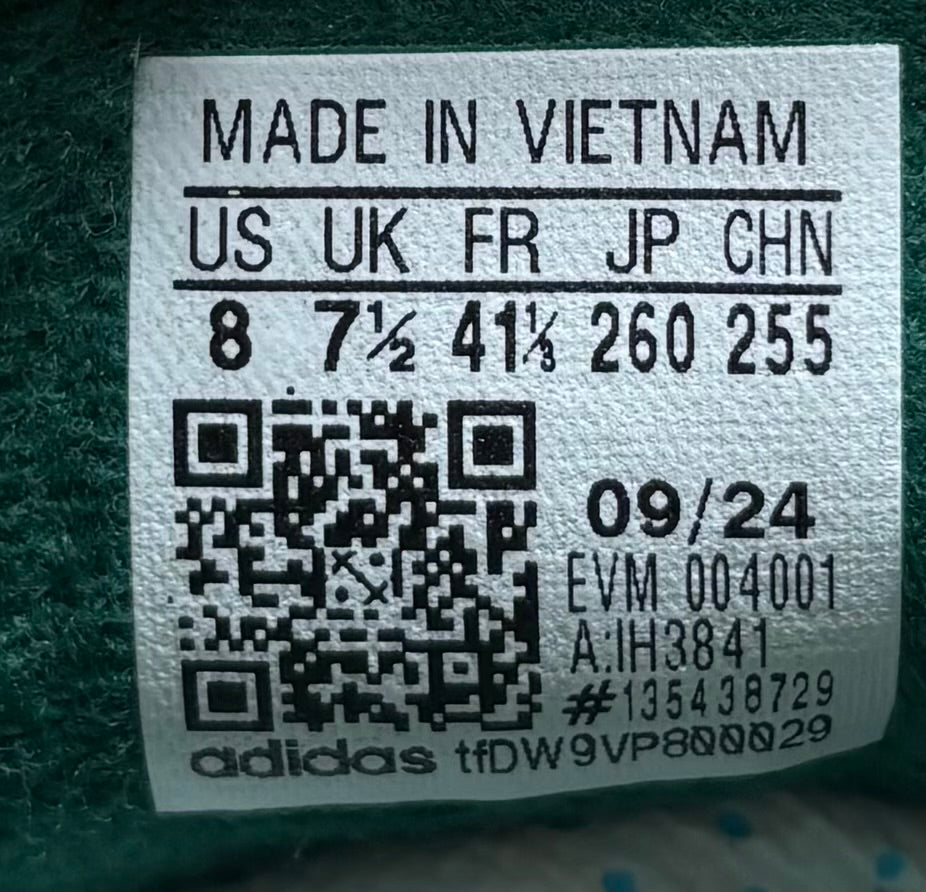 MADE IN VIETNAM
US UK FR JP CHN
8 7½ 41⅓ 260 255
09/24
EVM 004001
A:IH3841
#135438729
adidas tfDW9VP800029